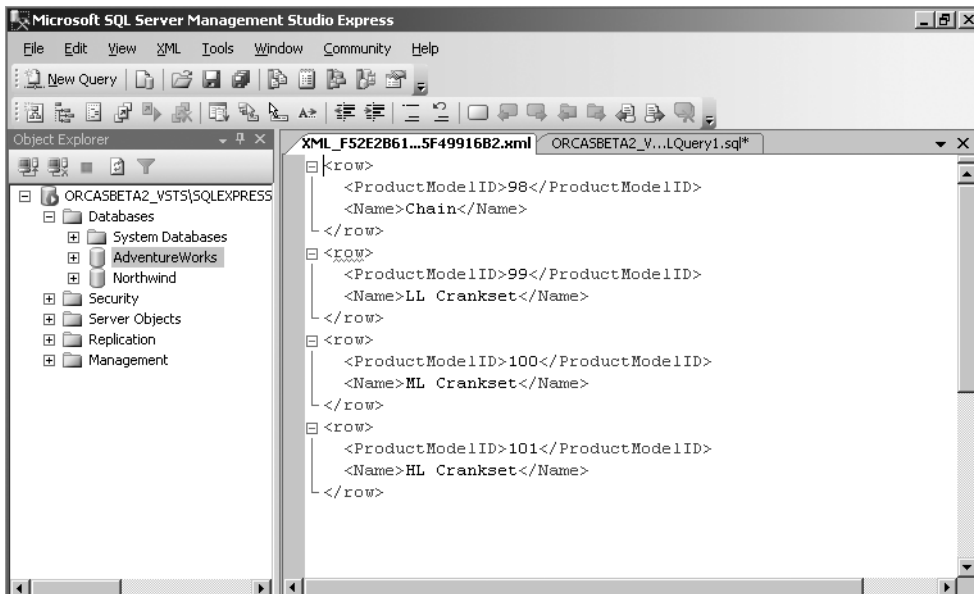 Microsoft SQL Server Management Studio Express
File Edit View XML Tools Window Community Help
New Query
Object Explorer
XML_F52E2B61...5F49916B2.xml ORCASBETA2_V...LQuery1.sql*
ORCASBETA2_VSTS\SQLEXPRESS
Databases
System Databases
AdventureWorks
Northwind
Security
Server Objects
Replication
Management
<row>
<ProductModelID>98</ProductModelID>
<Name>Chain</Name>
</row>
<row>
<ProductModelID>99</ProductModelID>
<Name>LL Crankset</Name>
</row>
<row>
<ProductModelID>100</ProductModelID>
<Name>ML Crankset</Name>
</row>
<row>
<ProductModelID>101</ProductModelID>
<Name>HL Crankset</Name>
</row>